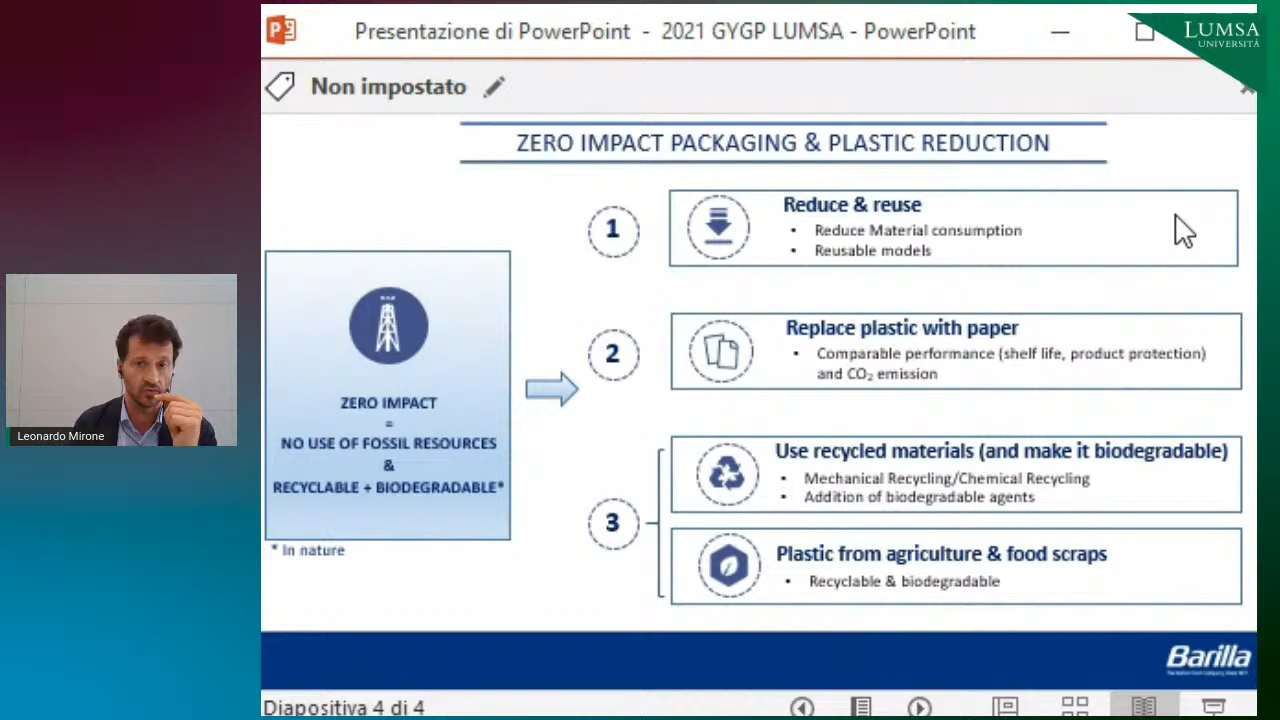 Presentazione di PowerPoint - 2021 GYGP LUMSA - PowerPoint
LUMSA
UNIVERSITÀ
Non impostato
ZERO IMPACT PACKAGING & PLASTIC REDUCTION
ZERO IMPACT
=
NO USE OF FOSSIL RESOURCES
&
RECYCLABLE + BIODEGRADABLE*
* In nature
1
Reduce & reuse
• Reduce Material consumption
• Reusable models
2
Replace plastic with paper
• Comparable performance (shelf life, product protection)
and CO₂ emission
3
Use recycled materials (and make it biodegradable)
• Mechanical Recycling/Chemical Recycling
• Addition of biodegradable agents
Plastic from agriculture & food scraps
• Recyclable & biodegradable
Leonardo Mirone
Barilla
Diapositiva 4 di 4